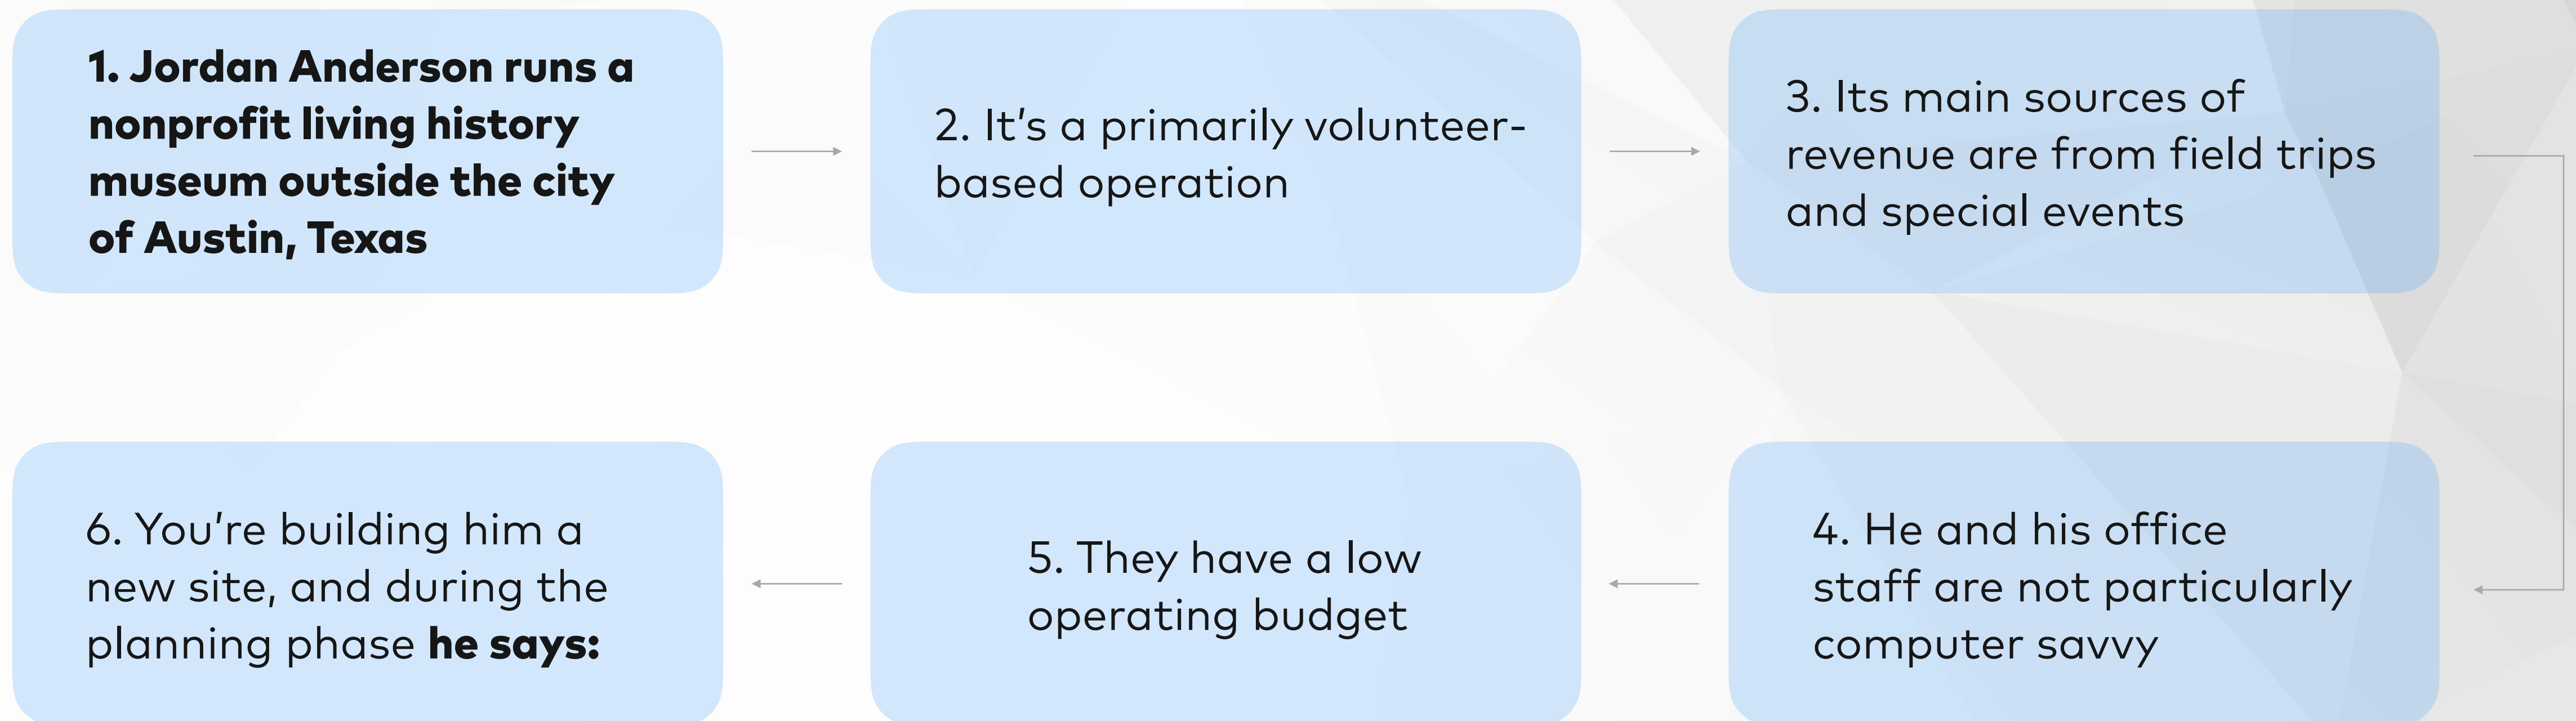 1. Jordan Anderson runs a
nonprofit living history
museum outside the city
of Austin, Texas
2. It’s a primarily volunteer-
based operation
3. Its main sources of
revenue are from field trips
and special events
4. He and his office
staff are not particularly
computer savvy
5. They have a low
operating budget
6. You’re building him a
new site, and during the
planning phase he says: